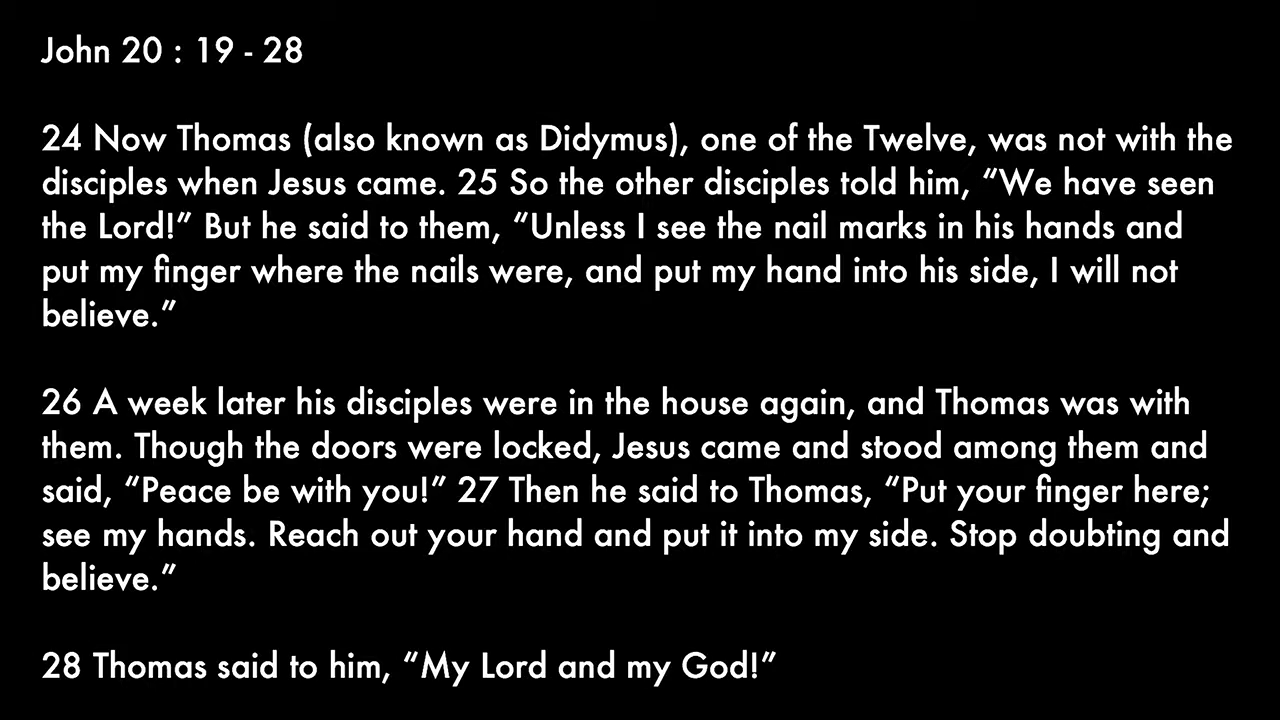 John 20 : 19 - 28
24 Now Thomas (also known as Didymus), one of the Twelve, was not with the
disciples when Jesus came. 25 So the other disciples told him, “We have seen
the Lord!” But he said to them, “Unless I see the nail marks in his hands and
put my finger where the nails were, and put my hand into his side, I will not
believe.”
26 A week later his disciples were in the house again, and Thomas was with
them. Though the doors were locked, Jesus came and stood among them and
said, “Peace be with you!” 27 Then he said to Thomas, “Put your finger here;
see my hands. Reach out your hand and put it into my side. Stop doubting and
believe.”
28 Thomas said to him, “My Lord and my God!”